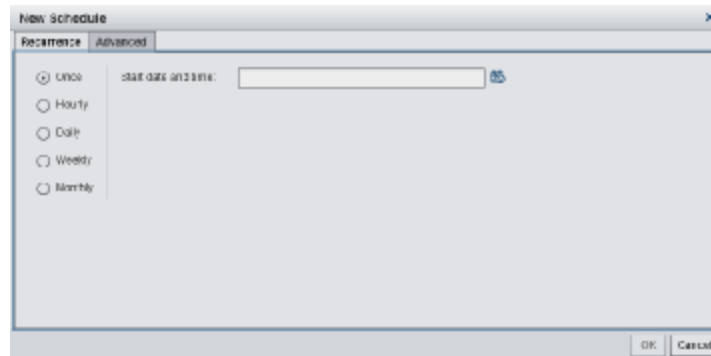 New Schedule
Recurrence Advanced
Once Start date and time:
Hourly
Daily
Weekly
Monthly
OK Cancel